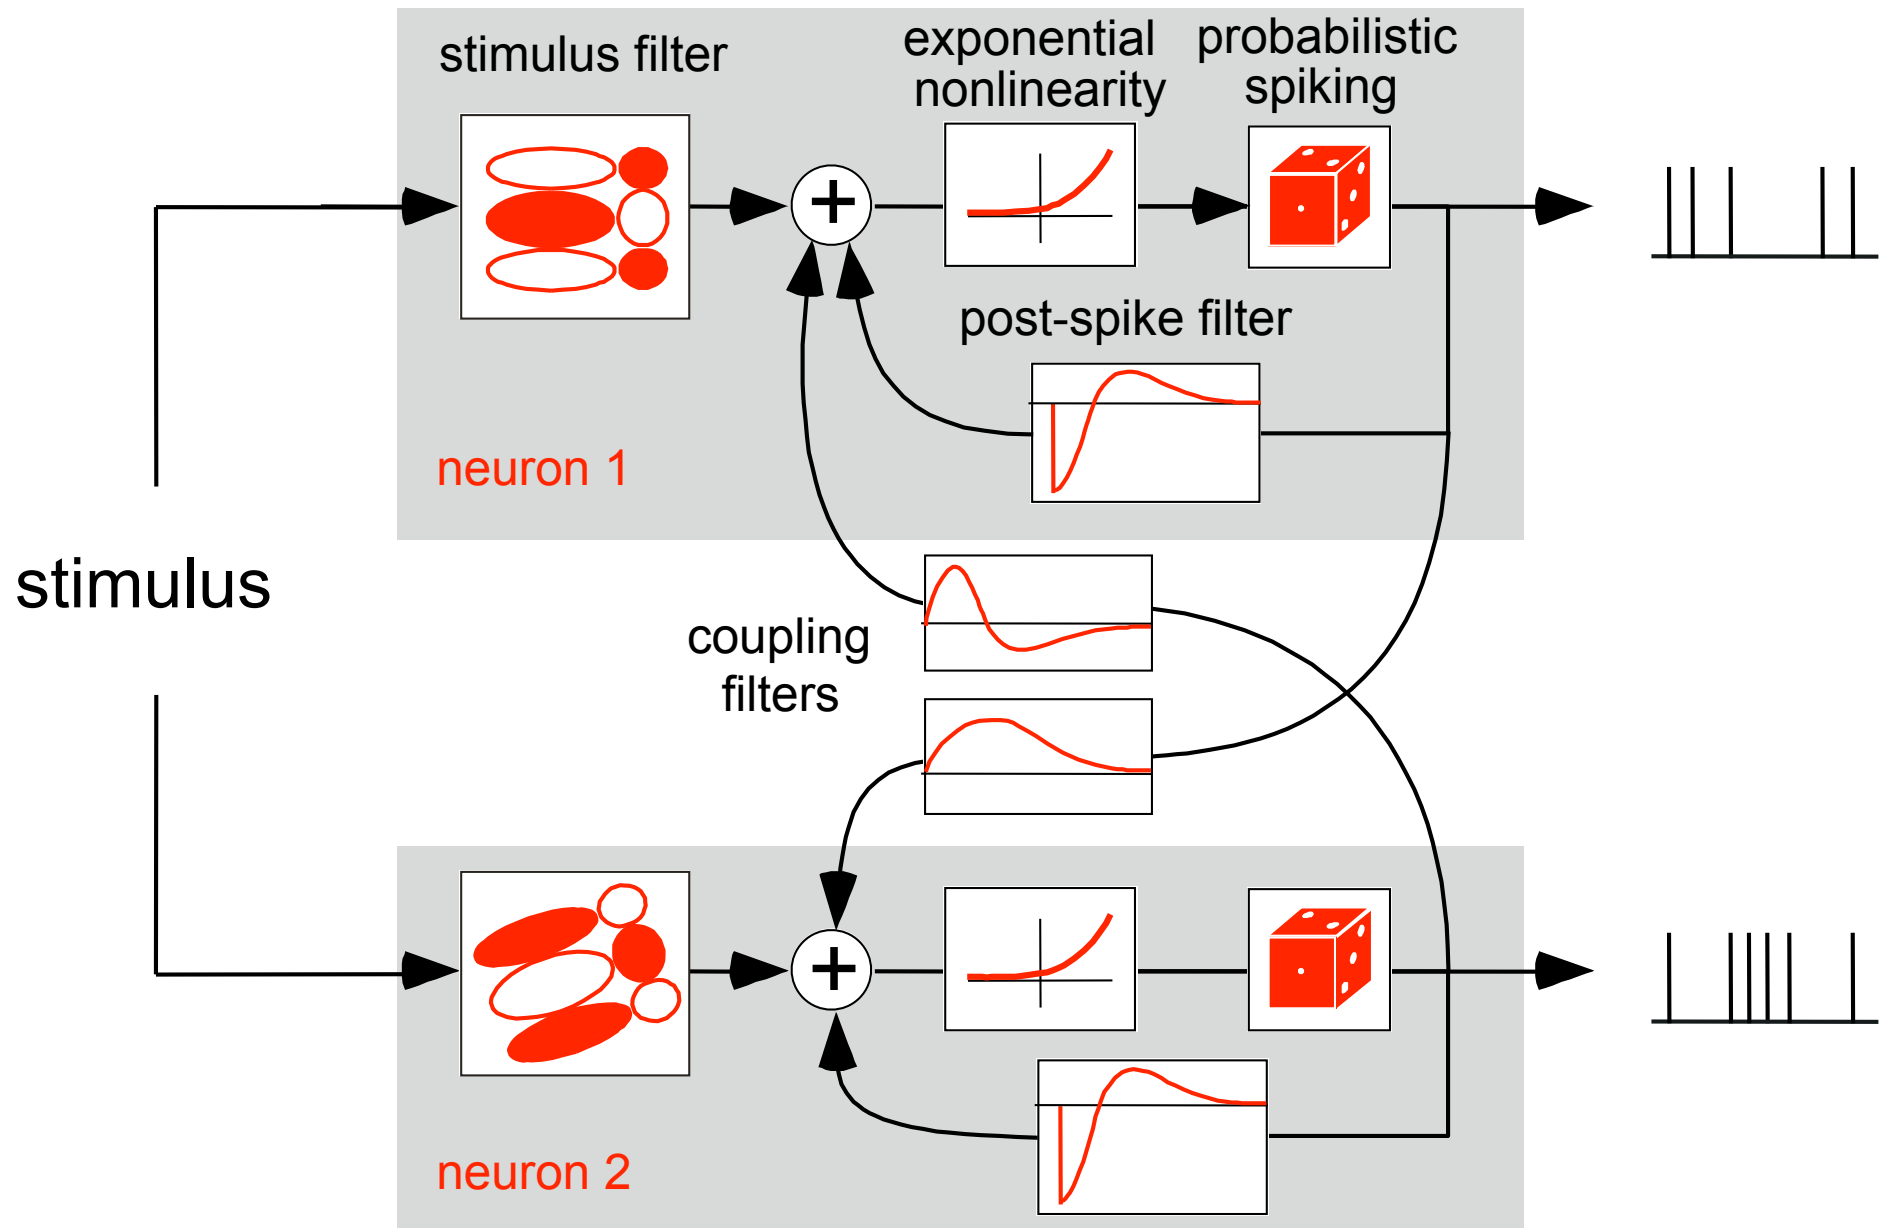 stimulus filter
exponential
nonlinearity
probabilistic
spiking
+
post-spike filter
neuron 1
stimulus
coupling
filters
+
neuron 2